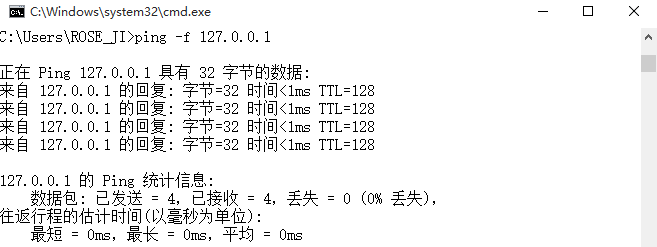 C:\Windows\system32\cmd.exe
C:\Users\ROSE_JI>ping -f 127.0.0.1
正在 Ping 127.0.0.1 具有 32 字节的数据:
来自 127.0.0.1 的回复: 字节=32 时间<1ms TTL=128
来自 127.0.0.1 的回复: 字节=32 时间<1ms TTL=128
来自 127.0.0.1 的回复: 字节=32 时间<1ms TTL=128
来自 127.0.0.1 的回复: 字节=32 时间<1ms TTL=128
127.0.0.1 的 Ping 统计信息:
数据包: 已发送 = 4，已接收 = 4，丢失 = 0 (0% 丢失)，
往返行程的估计时间(以毫秒为单位):
最短 = 0ms，最长 = 0ms，平均 = 0ms